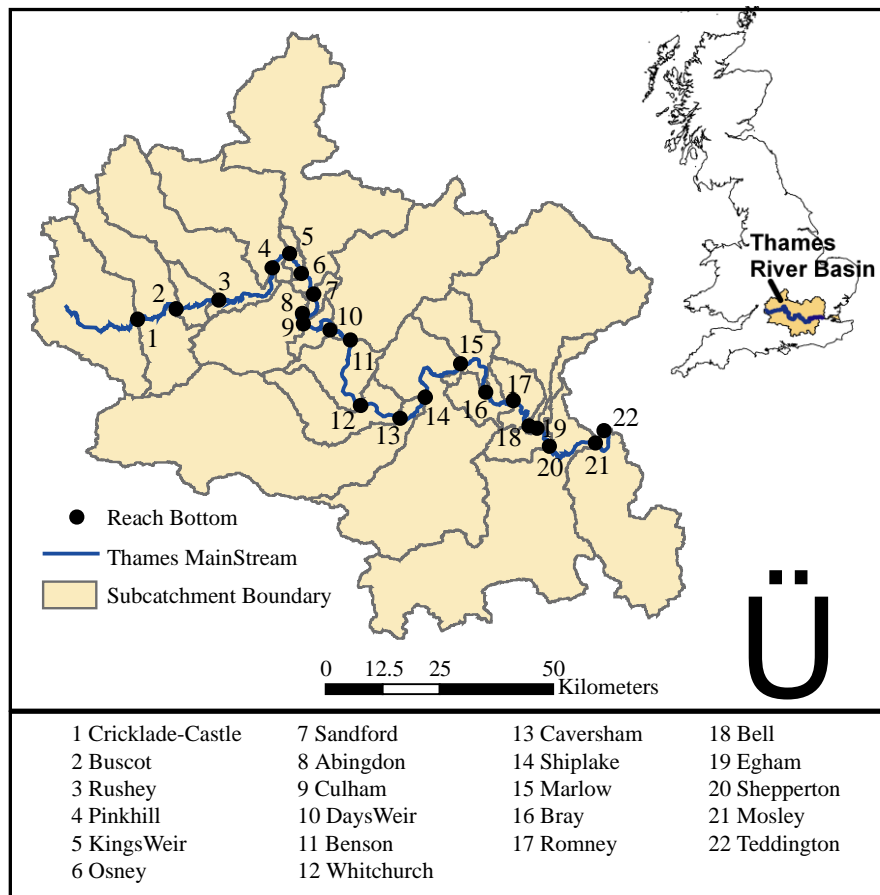 Thames
River Basin
5
4
6
3
2
7
8
1
9
10
11
15
17
16
14
12
22
13
18
19
20
21
Reach Bottom
Thames MainStream
Subcatchment Boundary
Ü
0 12.5 25 50
Kilometers
1 Cricklade-Castle
2 Buscot
3 Rushey
4 Pinkhill
5 KingsWeir
6 Osney
7 Sandford
8 Abingdon
9 Culham
10 DaysWeir
11 Benson
12 Whitchurch
13 Caversham
14 Shiplake
15 Marlow
16 Bray
17 Romney
18 Bell
19 Egham
20 Shepperton
21 Mosley
22 Teddington